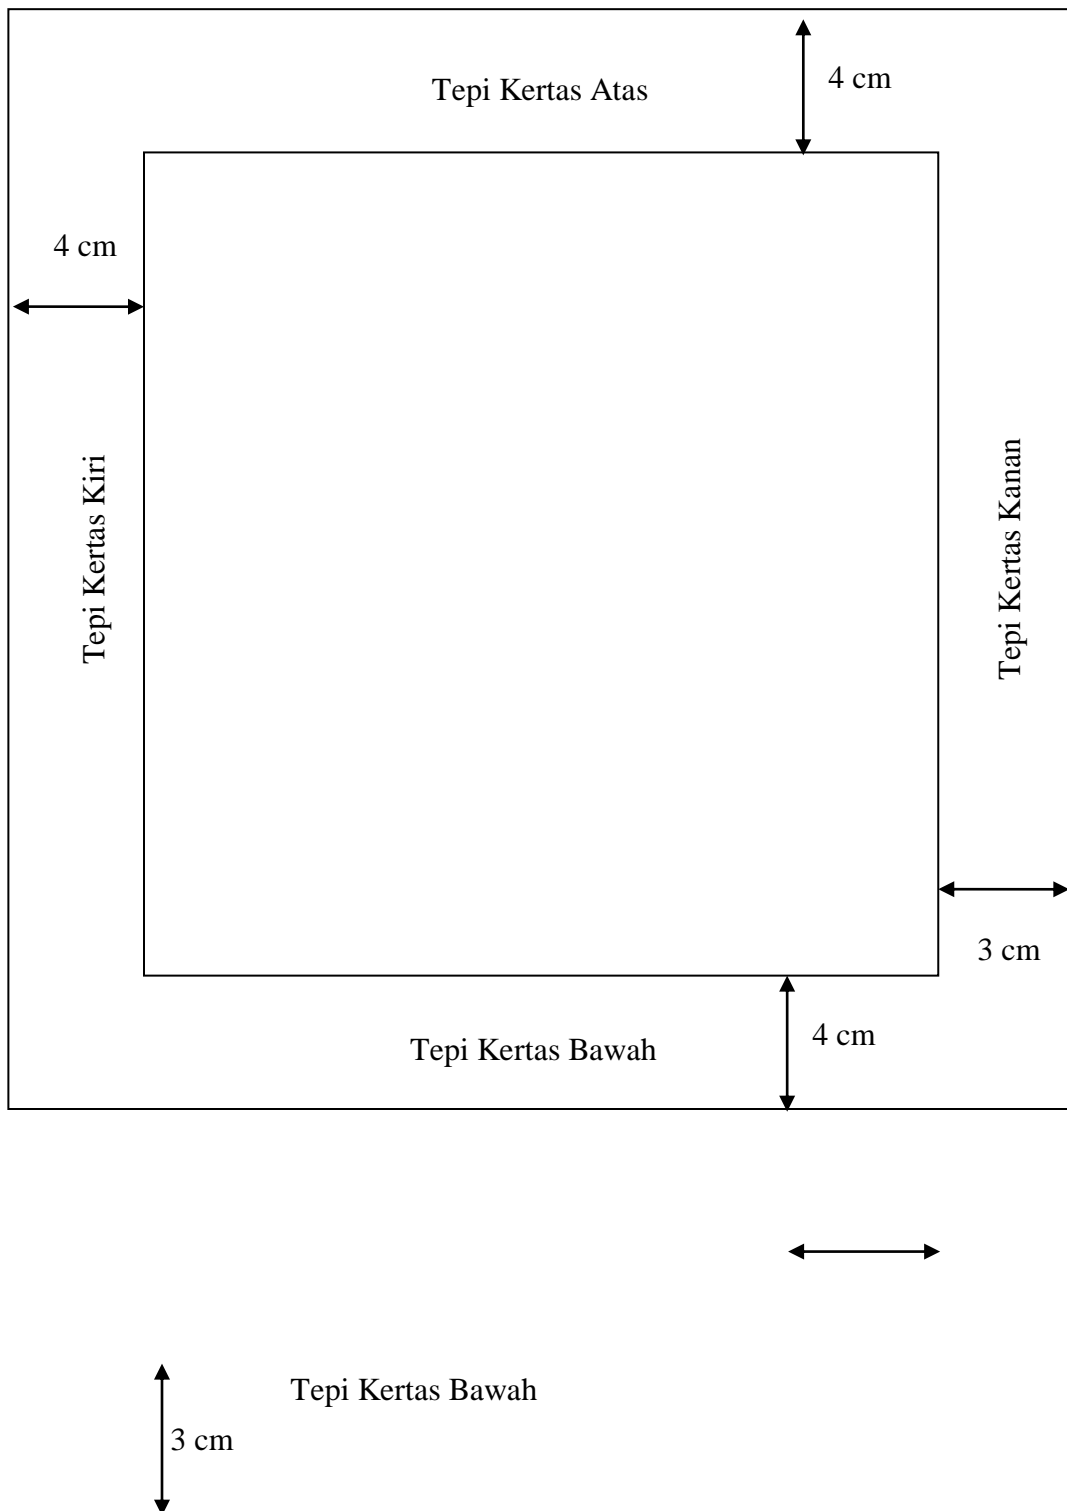 Tepi Kertas Atas
4 cm
4 cm
Tepi Kertas Kiri
Tepi Kertas Kanan
3 cm
Tepi Kertas Bawah
4 cm
Tepi Kertas Bawah
3 cm